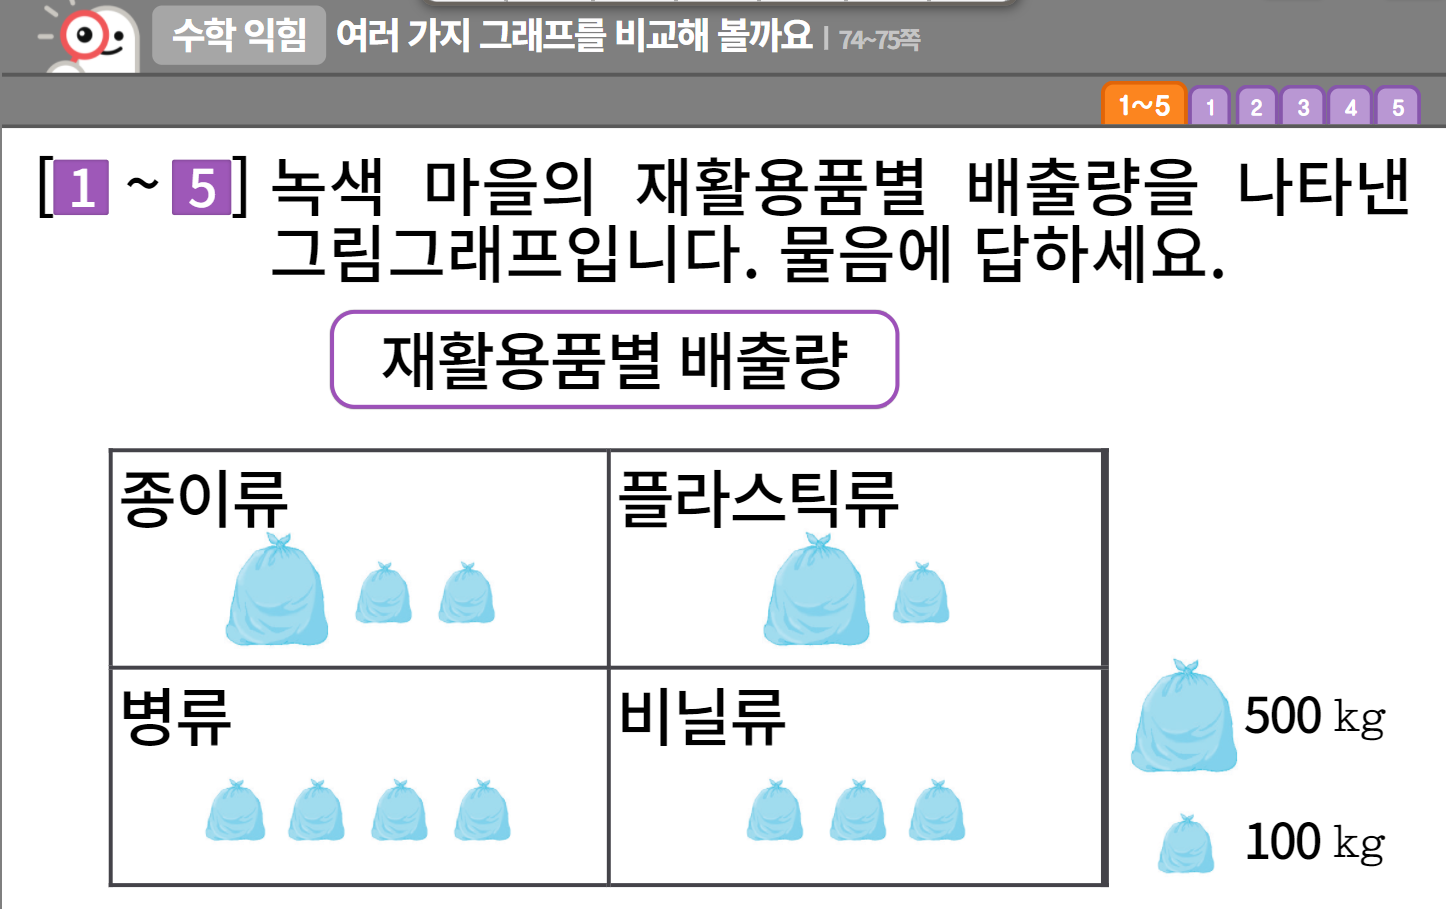 수학 익힘 여러 가지 그래프를 비교해 볼까요 | 74~75쪽
1~5 1 2 3 4 5
[1 ~ 5] 녹색 마을의 재활용품별 배출량을 나타낸
그림그래프입니다. 물음에 답하세요.
재활용품별 배출량
종이류 플라스틱류
병류 비닐류
500 kg
100 kg